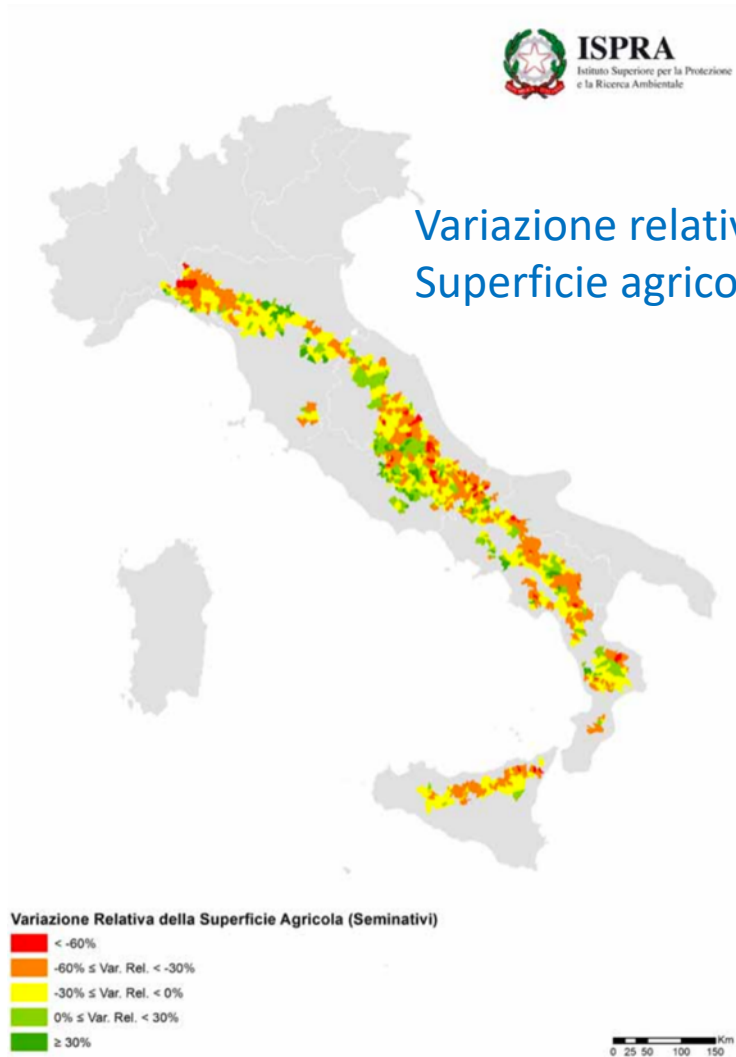 ISPRA
Istituto Superiore per la Protezione
e la Ricerca Ambientale
Variazione relativ
Superficie agrico
Variazione Relativa della Superficie Agricola (Seminativi)
< -60%
-60% ≤ Var. Rel. < -30%
-30% ≤ Var. Rel. < 0%
0% ≤ Var. Rel. < 30%
≥ 30%
Km
0 25 50 100 150